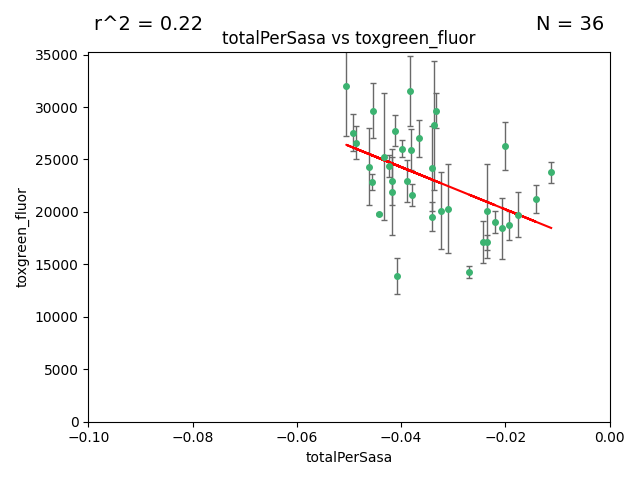 r^2 = 0.22
N = 36
totalPerSasa vs toxgreen_fluor
35000
30000
25000
20000
15000
10000
5000
0
toxgreen_fluor
−0.10
−0.08
−0.06
−0.04
−0.02
0.00
totalPerSasa